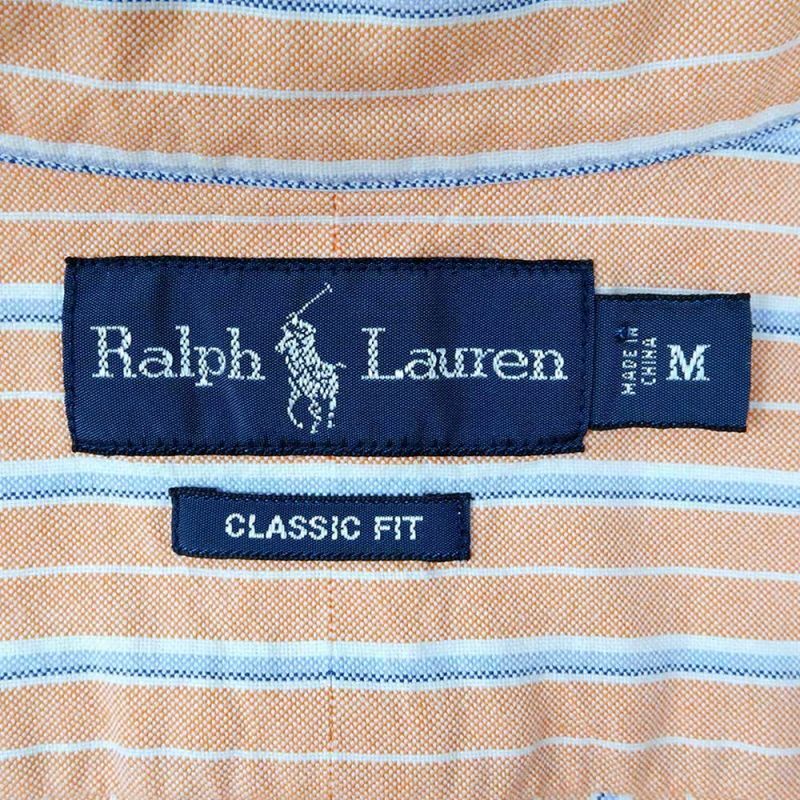 Ralph Lauren
MADE IN
CHINA
M
CLASSIC FIT